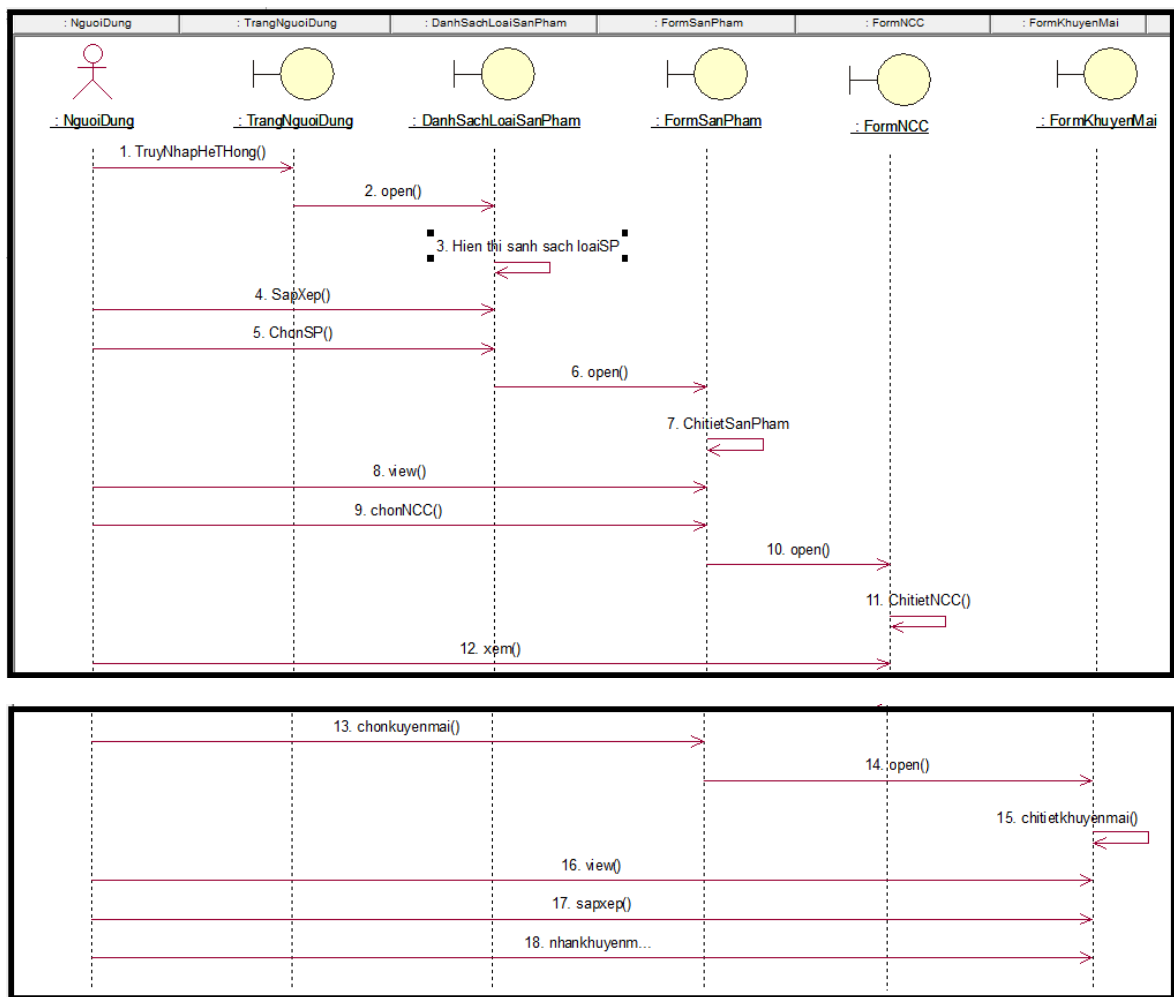 : NguoiDung
: TrangNguoiDung
: DanhSachLoaiSanPham
: FormSanPham
: FormNCC
: FormKhuyenMai
: NguoiDung
: TrangNguoiDung
: DanhSachLoaiSanPham
: FormSanPham
: FormNCC
: FormKhuyenMai
1. TruyNhapHeTHong()
2. open()
3. Hien thi sanh sach loaiSP
4. SapXep()
5. ChonSP()
6. open()
7. ChitietSanPham
8. view()
9. chonNCC()
10. open()
11. ChitietNCC()
12. xem()
13. chonkuyenmai()
14. open()
15. chitietkhuyenmai()
16. view()
17. sapxep()
18. nhankhuyenm...